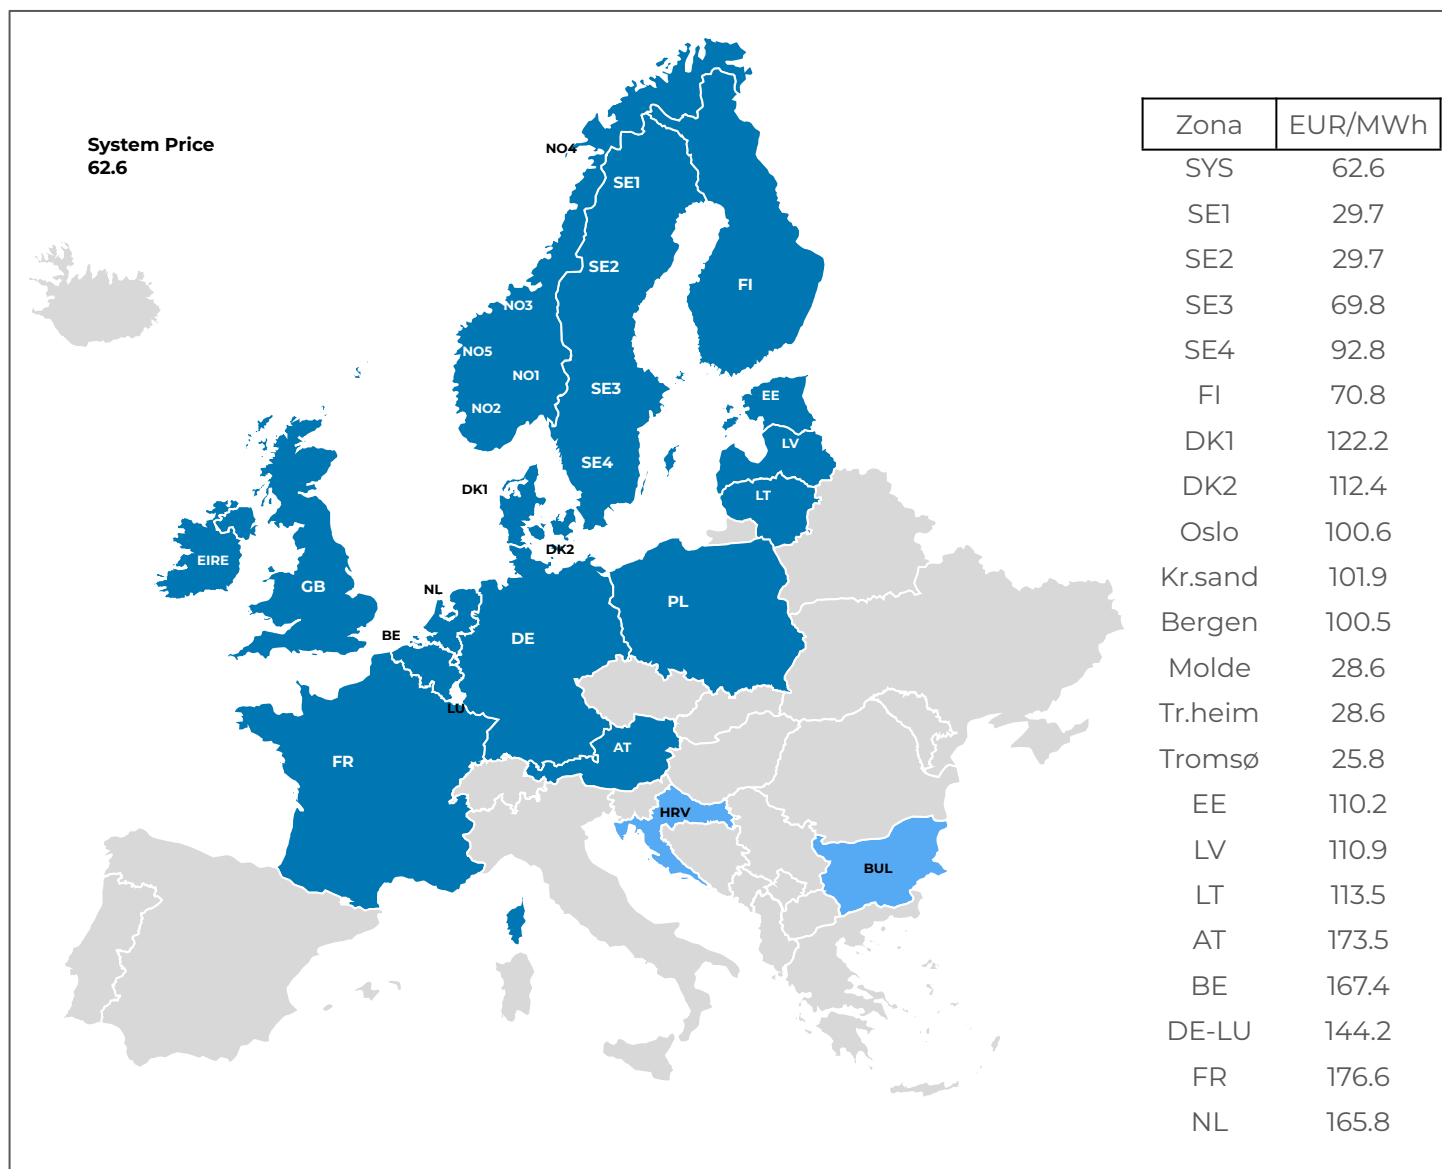 System Price
62.6
NO4
SE1
SE2
FI
NO3
NO5
NO1
NO2
SE3
SE4
EE
LV
LT
DK1
DK2
EIRE
GB
NL
BE
DE
PL
LU
FR
AT
HRV
BUL
Zona EUR/MWh
SYS 62.6
SE1 29.7
SE2 29.7
SE3 69.8
SE4 92.8
FI 70.8
DK1 122.2
DK2 112.4
Oslo 100.6
Kr.sand 101.9
Bergen 100.5
Molde 28.6
Tr.heim 28.6
Tromsø 25.8
EE 110.2
LV 110.9
LT 113.5
AT 173.5
BE 167.4
DE-LU 144.2
FR 176.6
NL 165.8